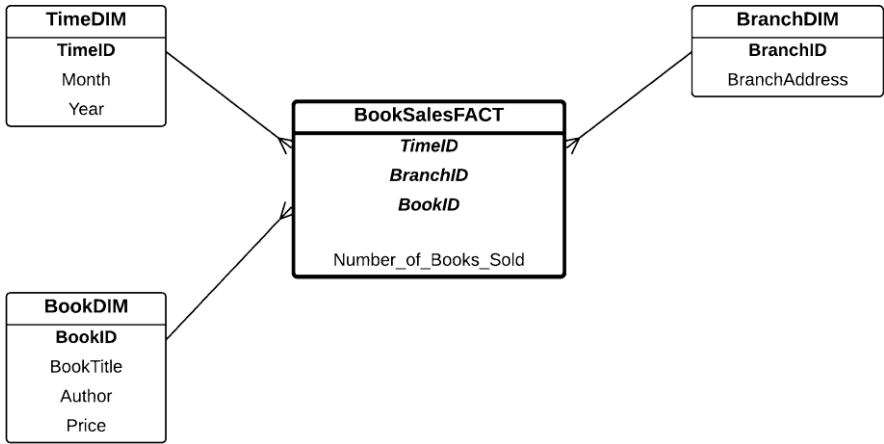 TimeDIM
TimeID
Month
Year
BranchDIM
BranchID
BranchAddress
BookSalesFACT
TimeID
BranchID
BookID
Number_of_Books_Sold
BookDIM
BookID
BookTitle
Author
Price